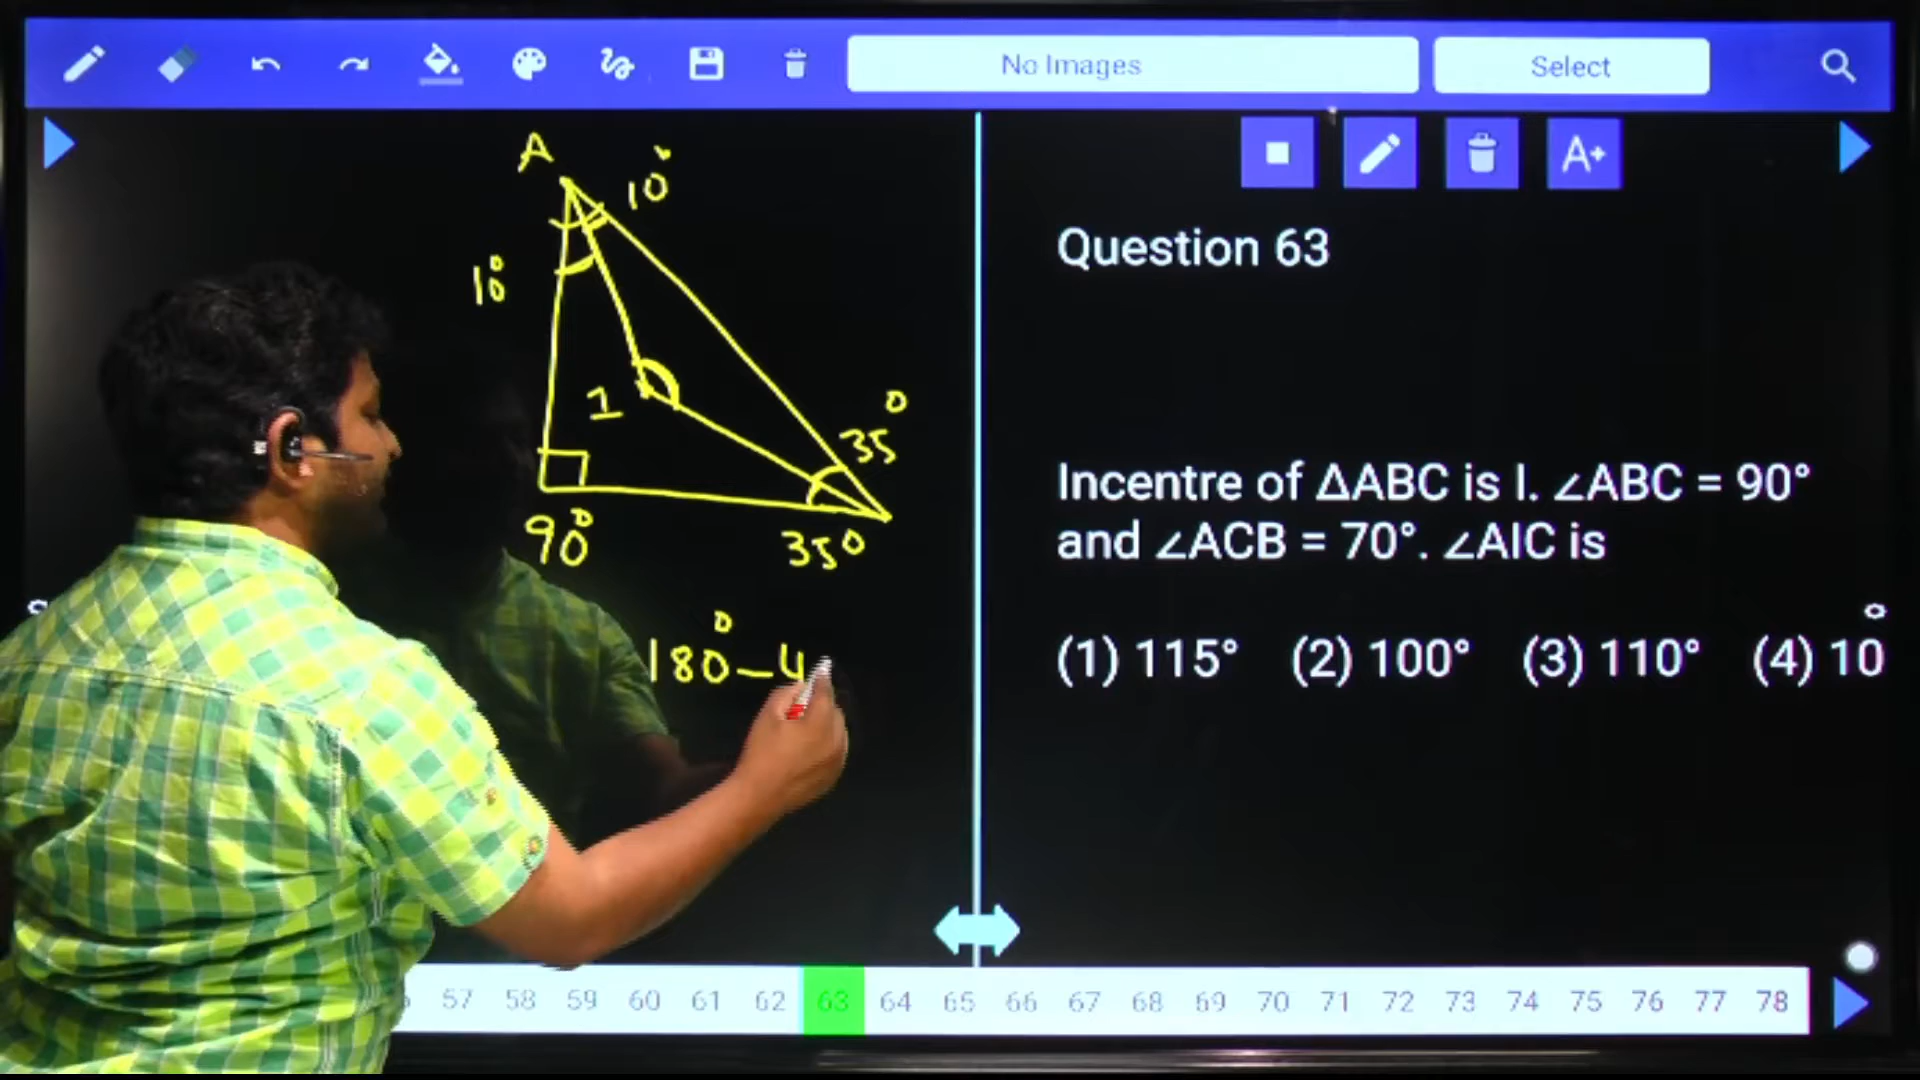 No Images
Select
A+
A
10°
10°
I
35°
90°
35°
180° - 4
Question 63
Incentre of ΔABC is I. ∠ABC = 90°
and ∠ACB = 70°. ∠AIC is
(1) 115° (2) 100° (3) 110° (4) 10°
57 58 59 60 61 62 63 64 65 66 67 68 69 70 71 72 73 74 75 76 77 78